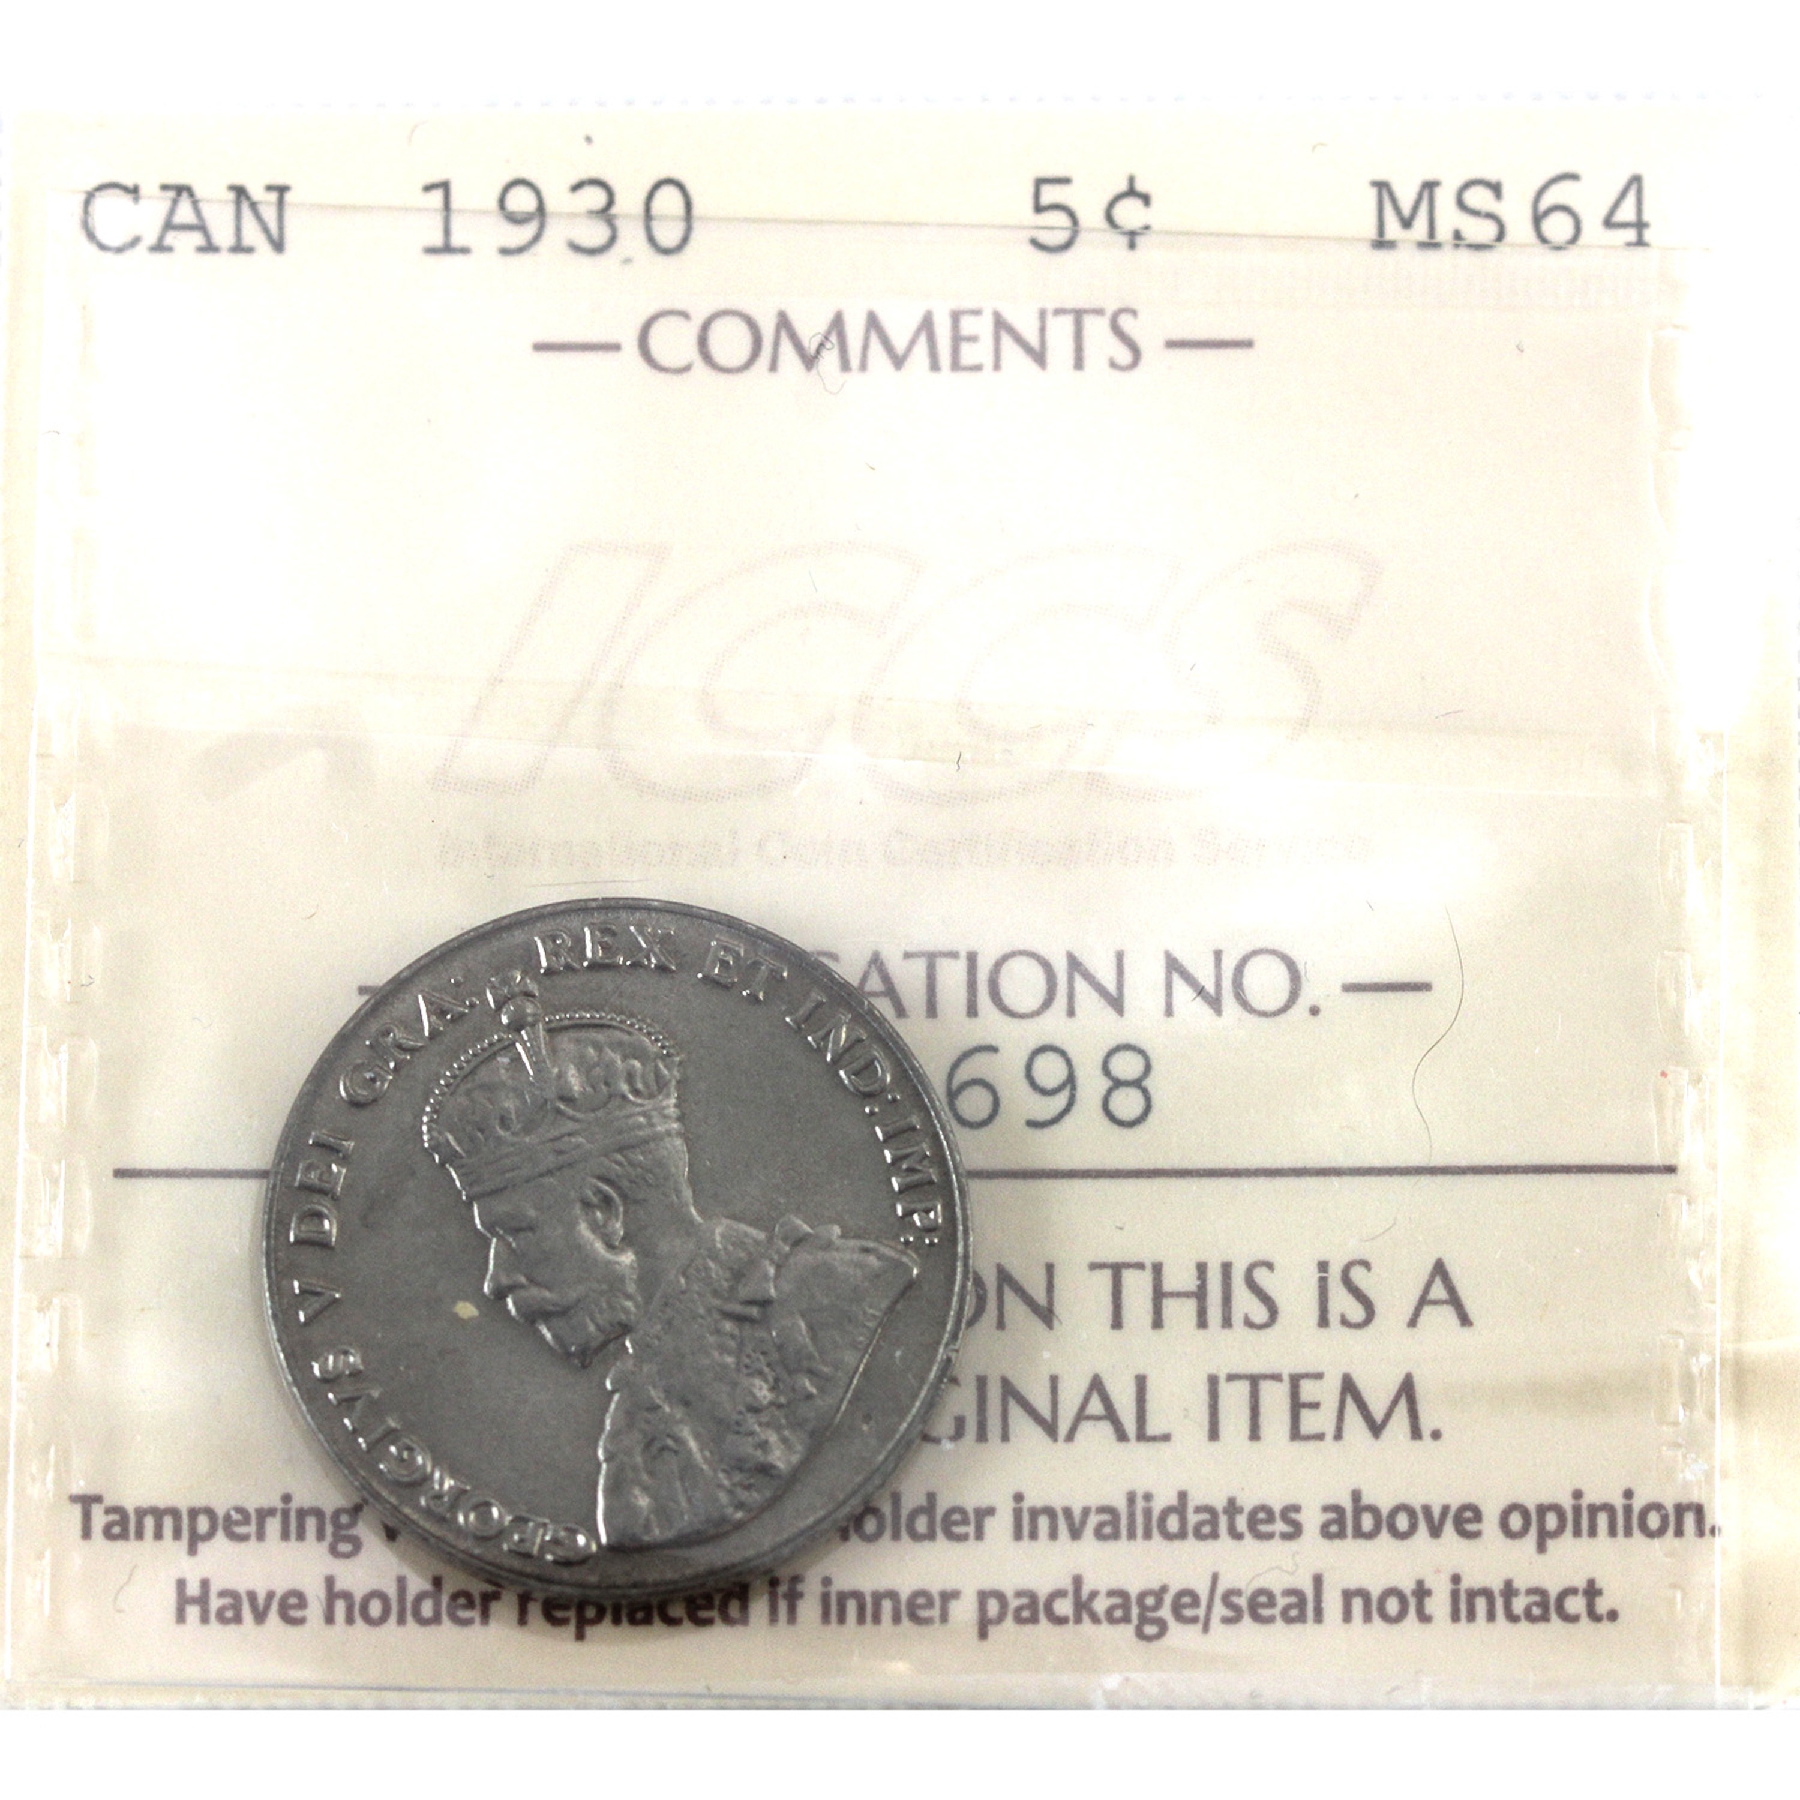 CAN 1930 5¢ MS64
— COMMENTS —
ICCS
International Coin Certification Service
ATION NO. —
698
ON THIS iS A
GINAL ITEM.
Tampering older invalidates above opinion.
Have holder replaced if inner package/seal not intact.
GEORGIVS V DEI GRA: REX ET IND:IMP: